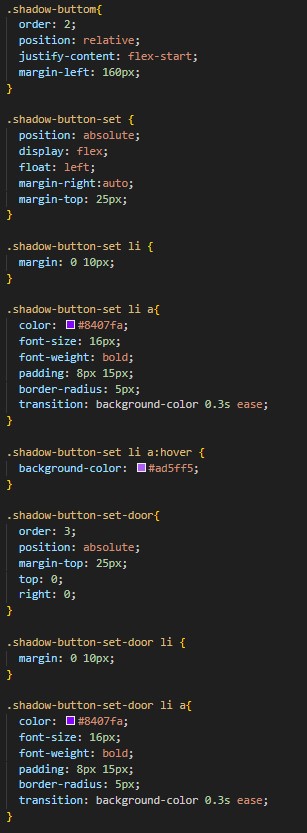 .shadow-buttom{
order: 2;
position: relative;
justify-content: flex-start;
margin-left: 160px;
}
.shadow-button-set {
position: absolute;
display: flex;
float: left;
margin-right:auto;
margin-top: 25px;
}
.shadow-button-set li {
margin: 0 10px;
}
.shadow-button-set li a{
color: #8407fa;
font-size: 16px;
font-weight: bold;
padding: 8px 15px;
border-radius: 5px;
transition: background-color 0.3s ease;
}
.shadow-button-set li a:hover {
background-color: #ad5ff5;
}
.shadow-button-set-door{
order: 3;
position: absolute;
margin-top: 25px;
top: 0;
right: 0;
}
.shadow-button-set-door li {
margin: 0 10px;
}
.shadow-button-set-door li a{
color: #8407fa;
font-size: 16px;
font-weight: bold;
padding: 8px 15px;
border-radius: 5px;
transition: background-color 0.3s ease;
}